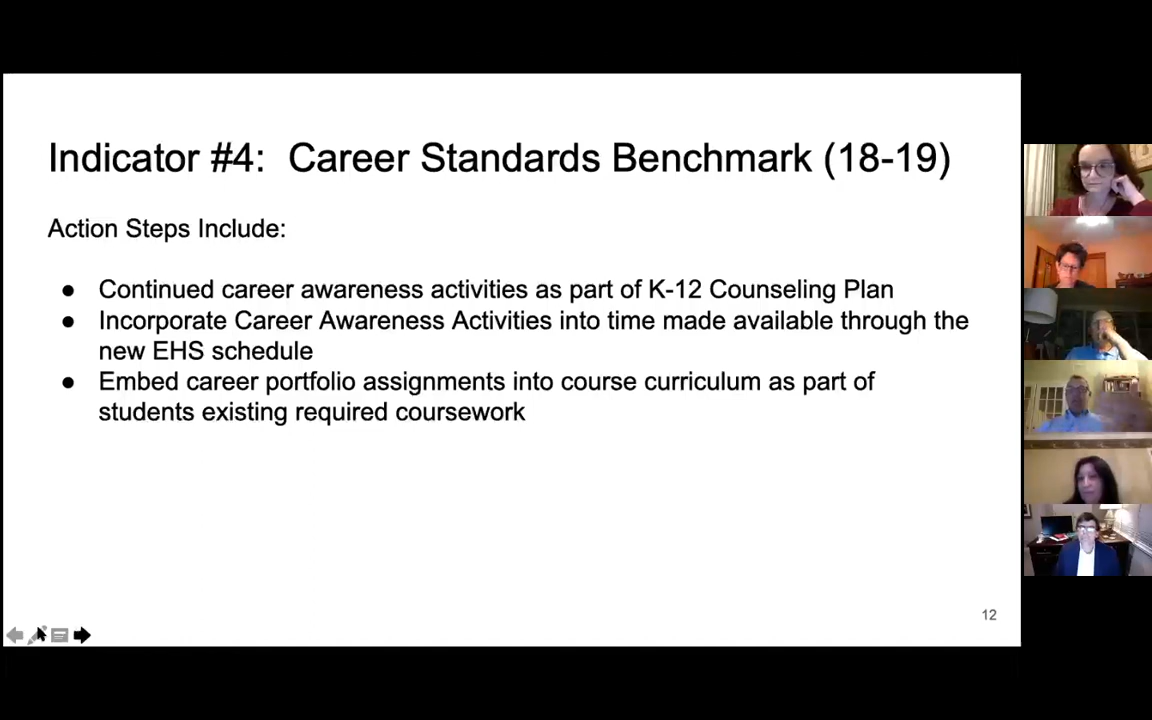 Indicator #4:  Career Standards Benchmark (18-19)
Action Steps Include:
● Continued career awareness activities as part of K-12 Counseling Plan
● Incorporate Career Awareness Activities into time made available through the
new EHS schedule
● Embed career portfolio assignments into course curriculum as part of
students existing required coursework
12